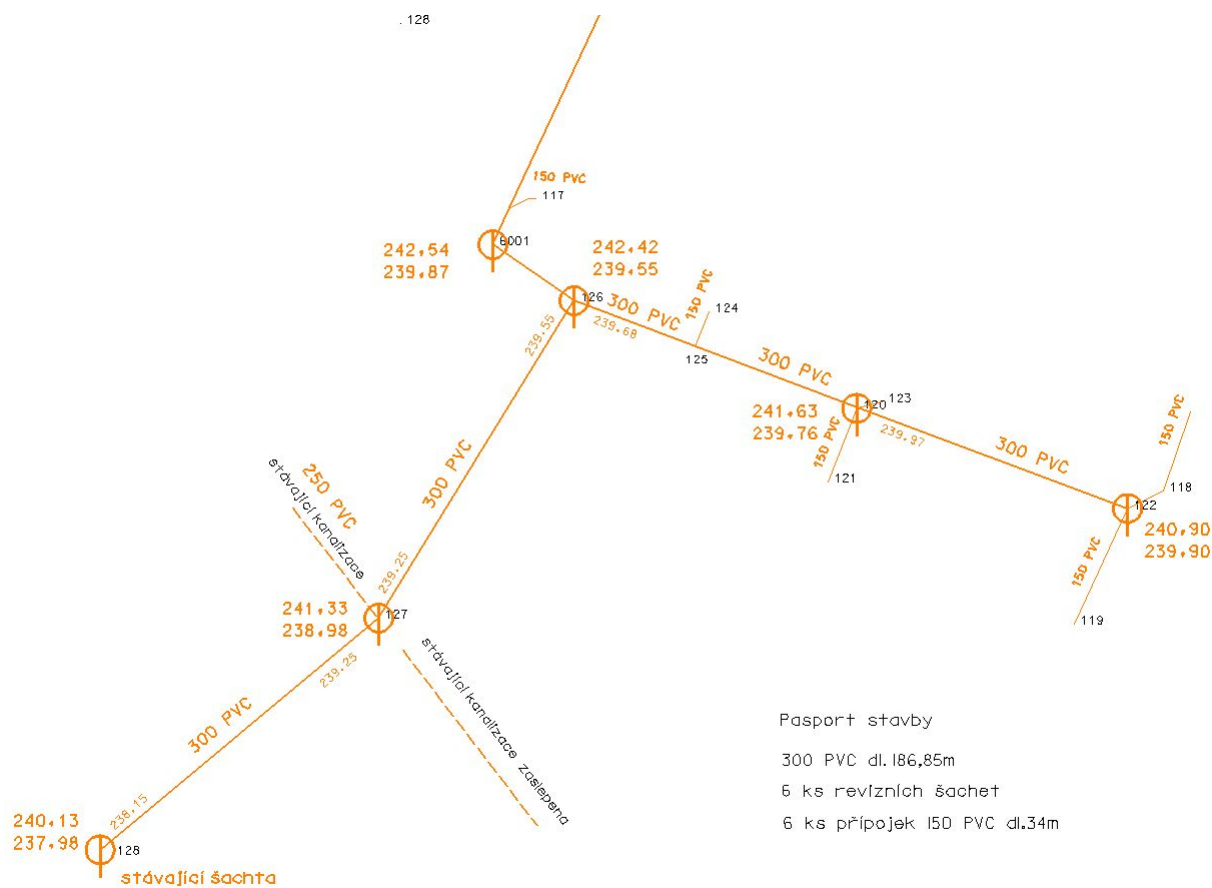 . 128
150 PVC
117
6001
242.54
239.87
242.42
239.55
126
300 PVC
239.68
239.55
150 PVC
124
125
300 PVC
123
120
241.63
239.76
239.97
150 PVC
121
300 PVC
150 PVC
118
122
240.90
239.90
150 PVC
119
300 PVC
250 PVC
stávající kanalizace
239.25
127
241.33
238.98
239.25
stávající kanalizace zaslepena
300 PVC
238.15
240.13
237.98
128
stávající šachta
Pasport stavby
300 PVC dl.186,85m
6 ks revizních šachet
6 ks přípojek 150 PVC dl.34m